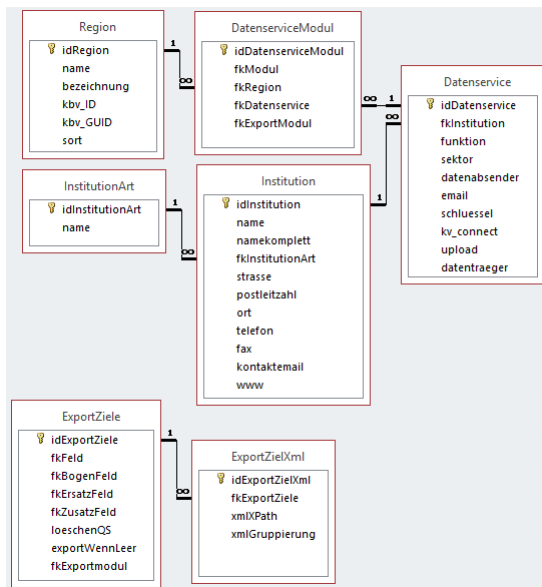 Region
idRegion
name
bezeichnung
kbv_ID
kbv_GUID
sort
1
∞
DatenserviceModul
idDatenserviceModul
fkModul
fkRegion
fkDatenservice
fkExportModul
∞
1
∞
Datenservice
idDatenservice
fkInstitution
funktion
sektor
datenabsender
email
schluessel
kv_connect
upload
datentraeger
InstitutionArt
idInstitutionArt
name
1
∞
Institution
idInstitution
name
namekomplett
fkInstitutionArt
strasse
postleitzahl
ort
telefon
fax
kontaktemail
www
1
ExportZiele
idExportZiele
fkFeld
fkBogenFeld
fkErsatzFeld
fkZusatzFeld
loeschenQS
exportWennLeer
fkExportmodul
1
∞
ExportZielXml
idExportZielXml
fkExportZiele
xmlXPath
xmlGruppierung